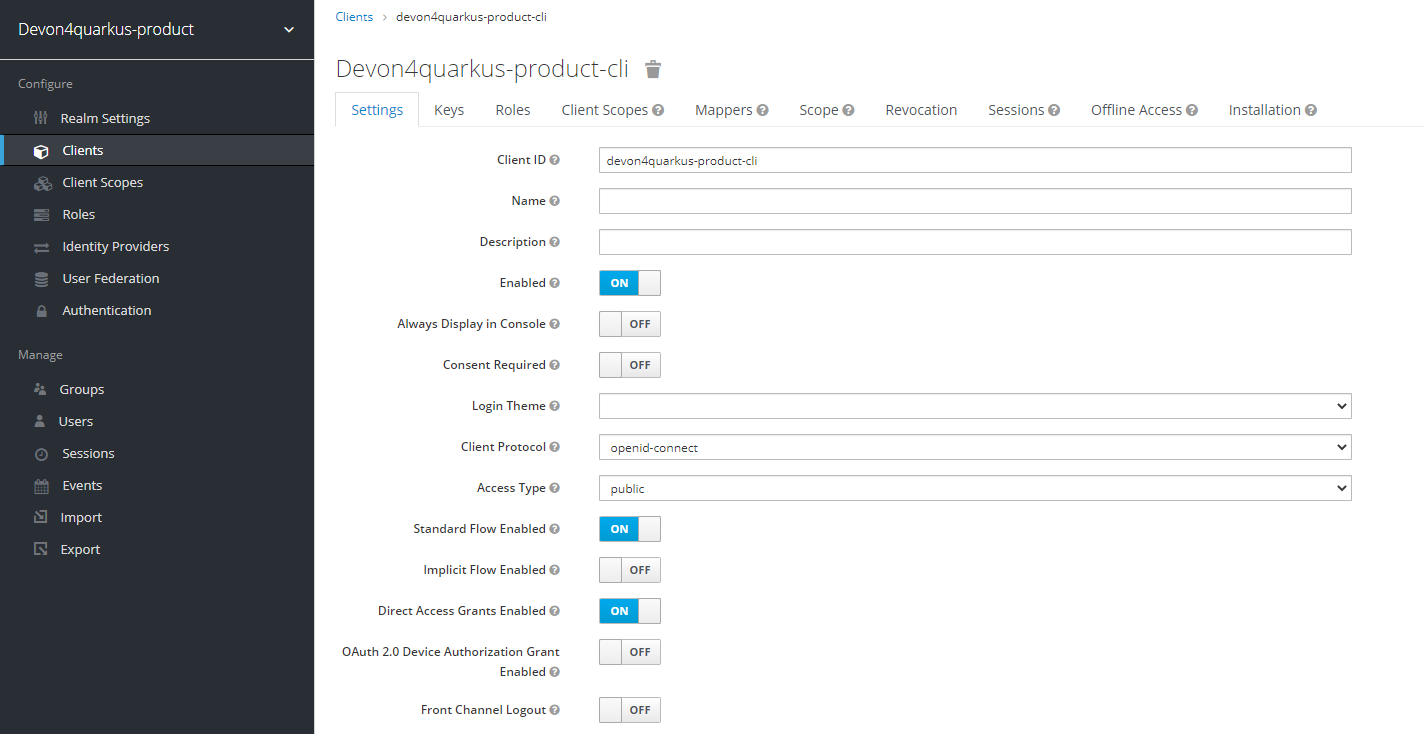 Devon4quarkus-product
Configure
Realm Settings
Clients
Client Scopes
Roles
Identity Providers
User Federation
Authentication
Manage
Groups
Users
Sessions
Events
Import
Export
Clients › devon4quarkus-product-cli
Devon4quarkus-product-cli
Settings Keys Roles Client Scopes Mappers Scope Revocation Sessions Offline Access Installation
Client ID devon4quarkus-product-cli
Name
Description
Enabled ON
Always Display in Console OFF
Consent Required OFF
Login Theme
Client Protocol openid-connect
Access Type public
Standard Flow Enabled ON
Implicit Flow Enabled OFF
Direct Access Grants Enabled ON
OAuth 2.0 Device Authorization Grant OFF
Enabled
Front Channel Logout OFF